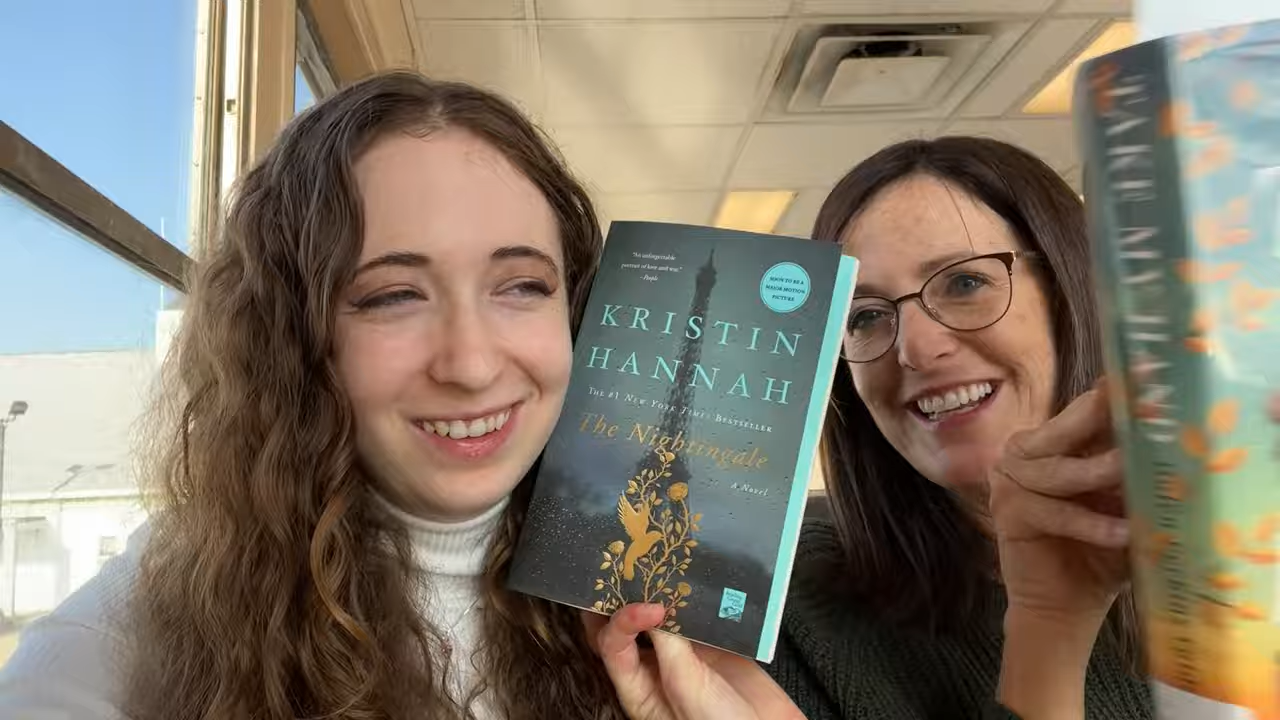 "An unforgettable
portrait of love and war."
—People
SOON TO BE A
MAJOR MOTION
PICTURE
KRISTIN
HANNAH
THE #1 NEW YORK TIMES BESTSELLER
The Nightingale
A Novel